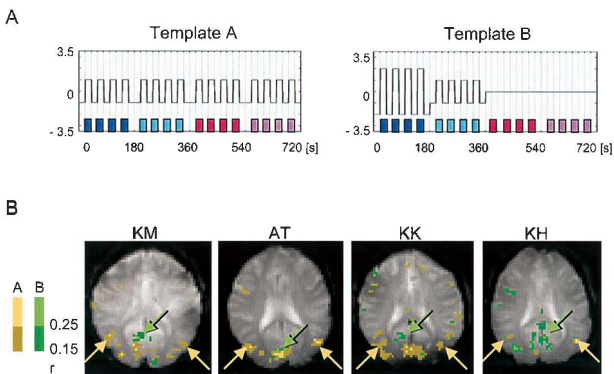 A
Template A
Template B
3.5
0
- 3.5
0 180 360 540 720 [s]
3.5
0
- 3.5
0 180 360 540 720 [s]
B
KM
AT
KK
KH
A B
0.25
0.15
r